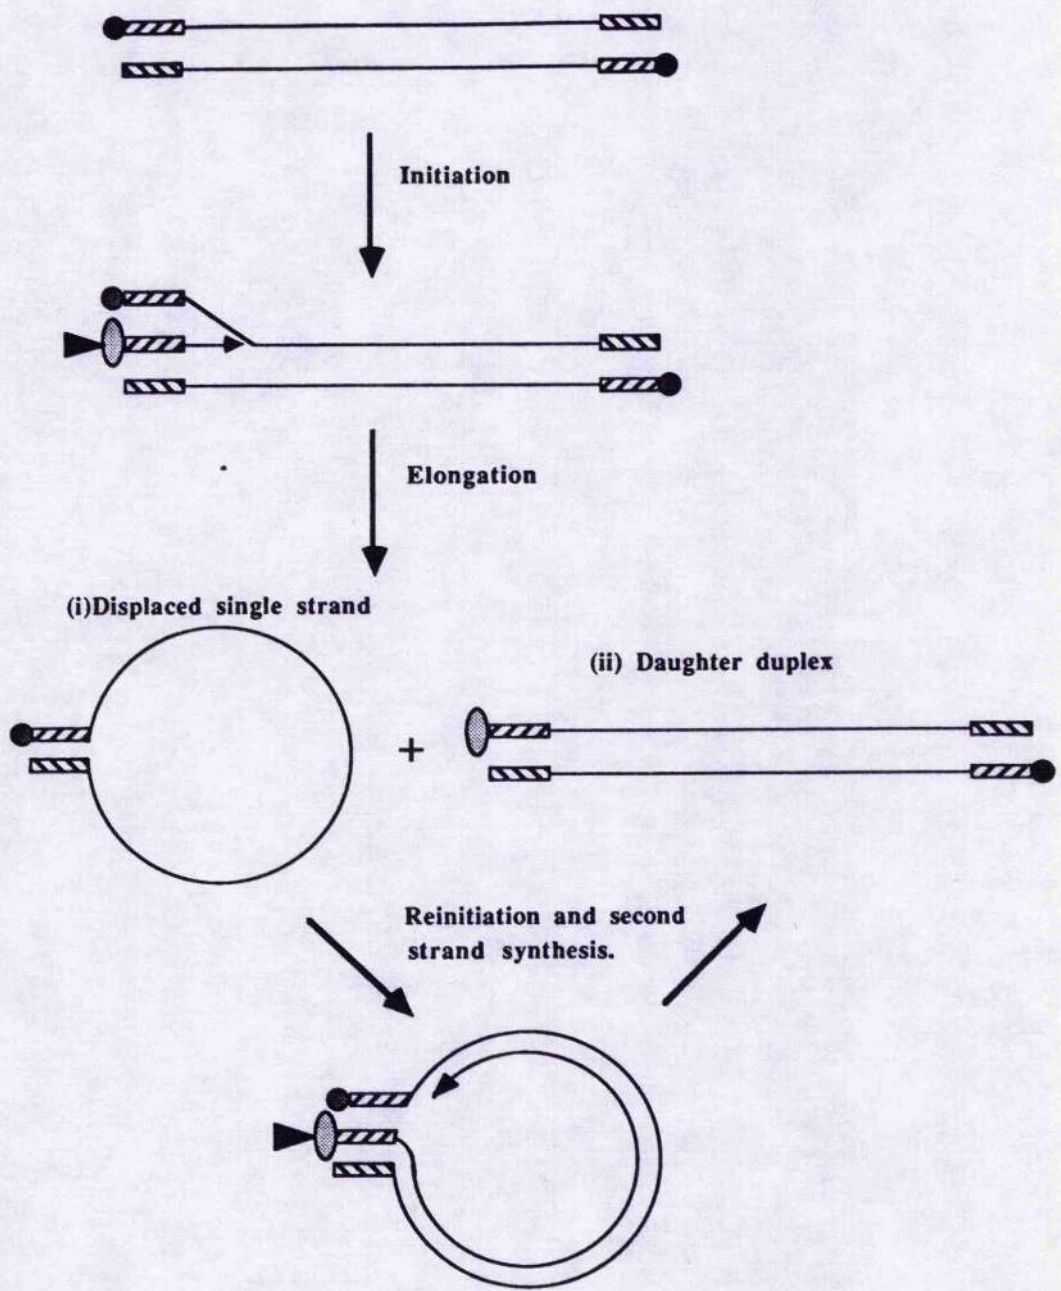 Initiation
Elongation
(i)Displaced single strand
(ii) Daughter duplex
+
Reinitiation and second
strand synthesis.